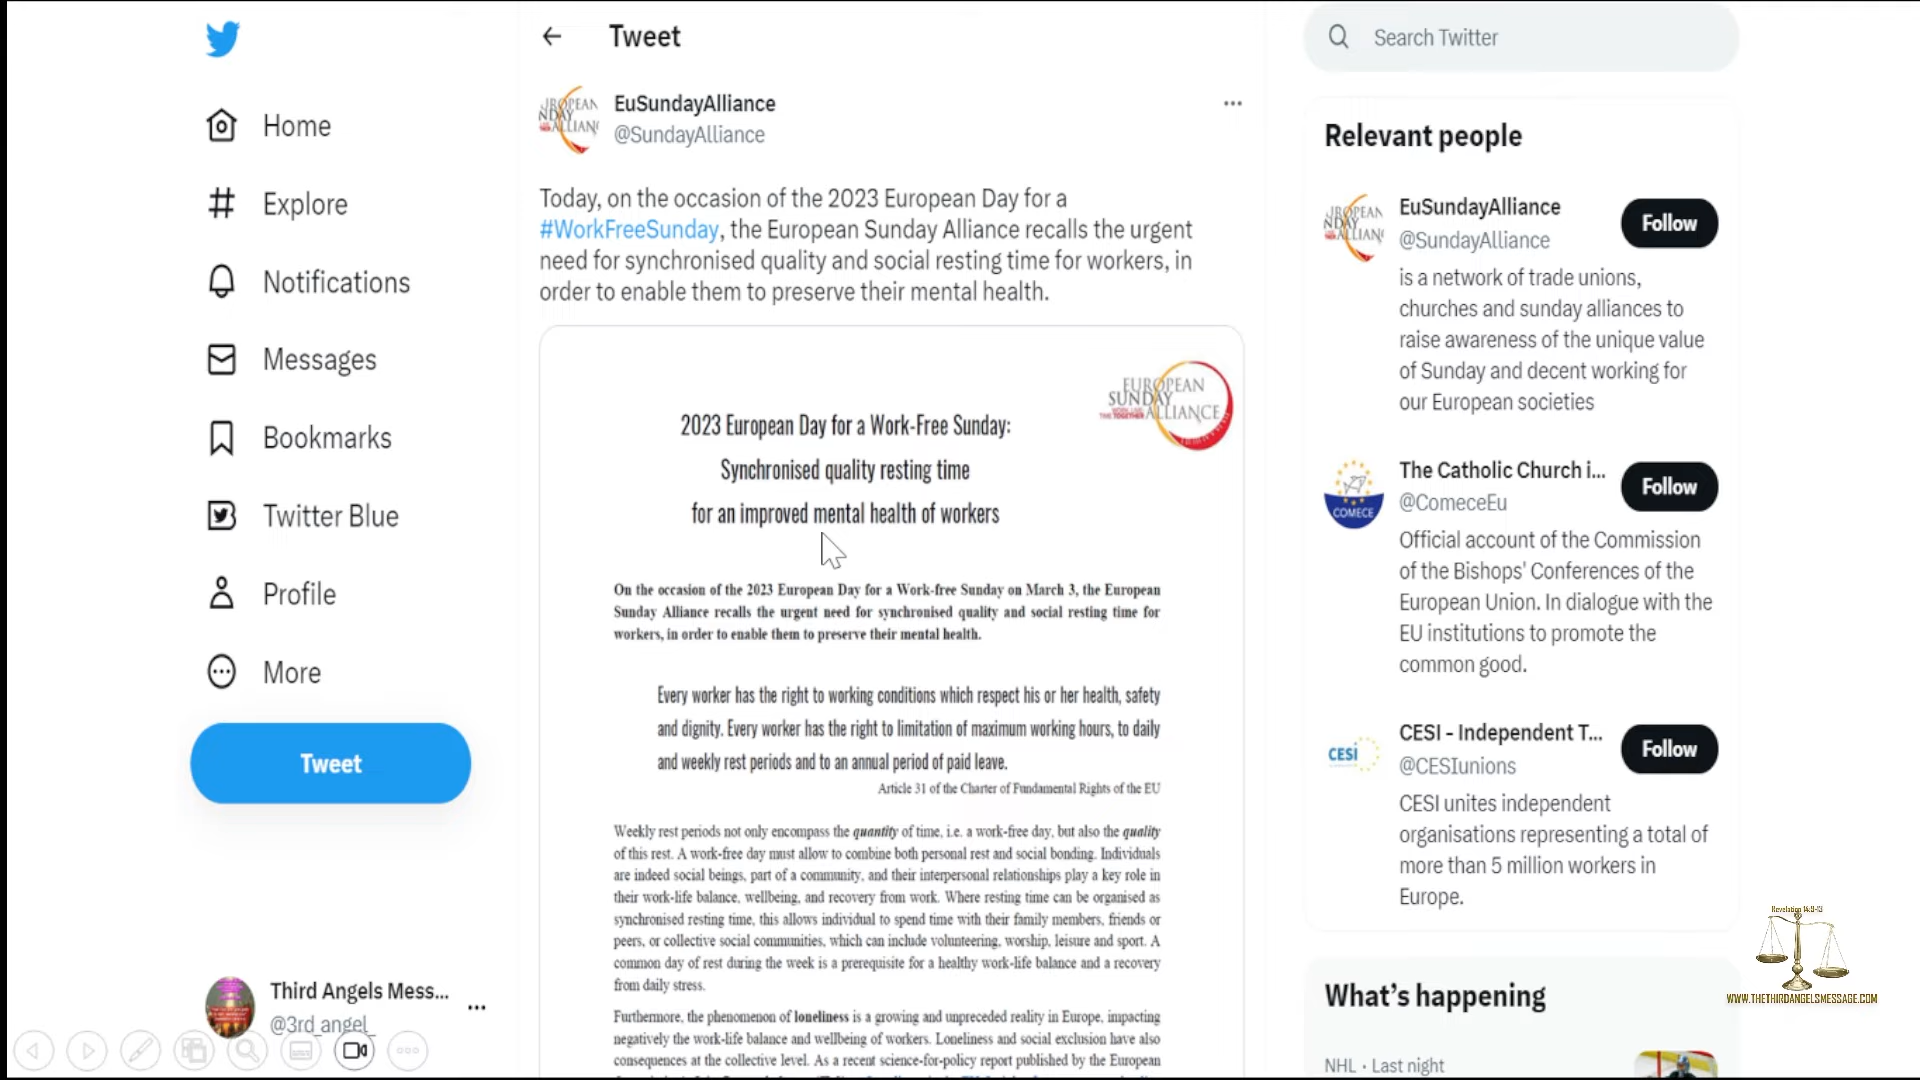 Home
Explore
Notifications
Messages
Bookmarks
Twitter Blue
Profile
More
Tweet
Third Angels Mess...
@3rd_angel_
Tweet
EuSundayAlliance
@SundayAlliance
Today, on the occasion of the 2023 European Day for a
#WorkFreeSunday, the European Sunday Alliance recalls the urgent
need for synchronised quality and social resting time for workers, in
order to enable them to preserve their mental health.
EUROPEAN
SUNDAY
ALLIANCE
2023 European Day for a Work-Free Sunday:
Synchronised quality resting time
for an improved mental health of workers
On the occasion of the 2023 European Day for a Work-free Sunday on March 3, the European
Sunday Alliance recalls the urgent need for synchronised quality and social resting time for
workers, in order to enable them to preserve their mental health.
Every worker has the right to working conditions which respect his or her health, safety
and dignity. Every worker has the right to limitation of maximum working hours, to daily
and weekly rest periods and to an annual period of paid leave.
Article 31 of the Charter of Fundamental Rights of the EU
Weekly rest periods not only encompass the quantity of time, i.e. a work-free day, but also the quality
of this rest. A work-free day must allow to combine both personal rest and social bonding. Individuals
are indeed social beings, part of a community, and their interpersonal relationships play a key role in
their work-life balance, wellbeing, and recovery from work. Where resting time can be organised as
synchronised resting time, this allows individual to spend time with their family members, friends or
peers, or collective social communities, which can include volunteering, worship, leisure and sport. A
common day of rest during the week is a prerequisite for a healthy work-life balance and a recovery
from daily stress.
Furthermore, the phenomenon of loneliness is a growing and unpreceded reality in Europe, impacting
negatively the work-life balance and wellbeing of workers. Loneliness and social exclusion have also
consequences at the collective level. As a recent science-for-policy report published by the European
Search Twitter
Relevant people
EuSundayAlliance
@SundayAlliance
Follow
is a network of trade unions,
churches and sunday alliances to
raise awareness of the unique value
of Sunday and decent working for
our European societies
The Catholic Church i...
@ComeceEu
Follow
COMECE
Official account of the Commission
of the Bishops' Conferences of the
European Union. In dialogue with the
EU institutions to promote the
common good.
CESI - Independent T...
@CESIunions
Follow
CESI
CESI unites independent
organisations representing a total of
more than 5 million workers in
Europe.
What's happening
NHL · Last night
WWW.THETHIRDANGELSMESSAGE.COM